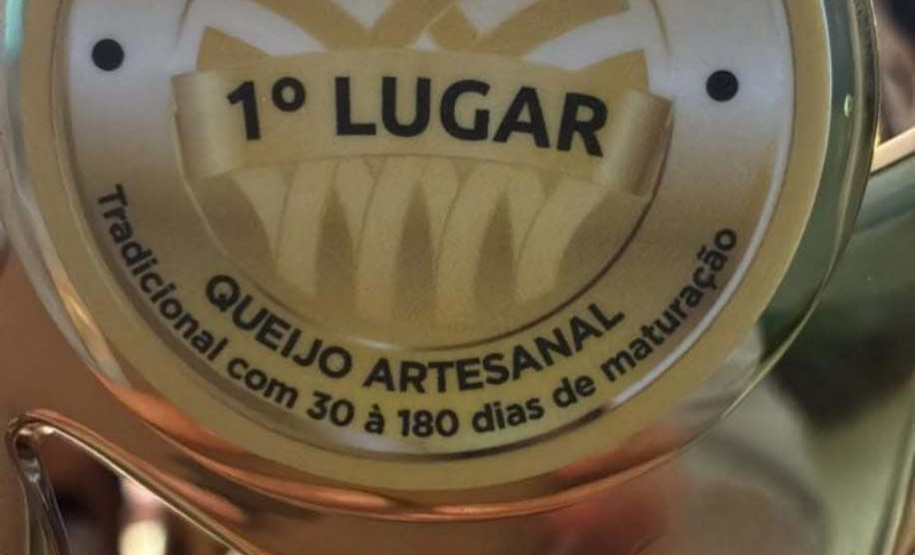 1º LUGAR
QUEIJO ARTESANAL
Tradicional com 30 à 180 dias de maturação